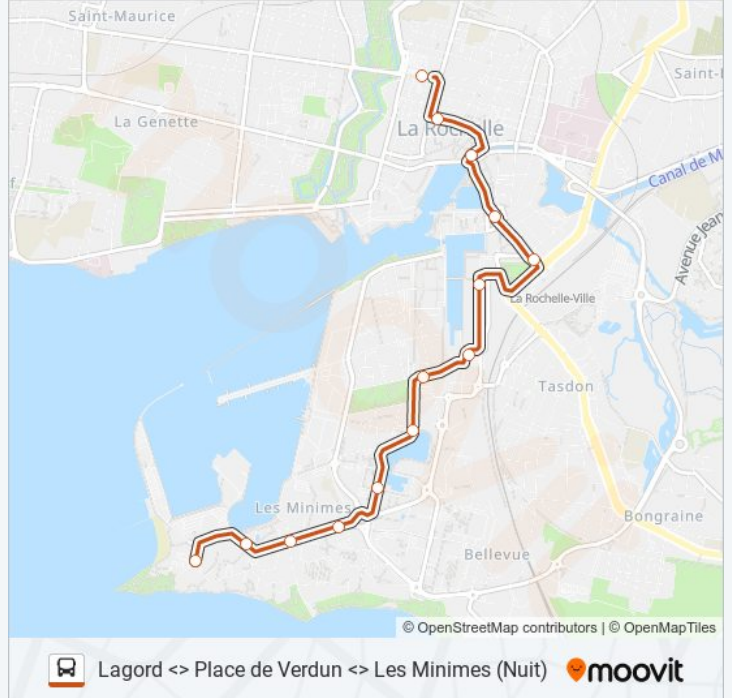 Saint-Maurice
La Genette
La Rochelle
Saint-
Canal de M
Avenue Jean
La Rochelle-Ville
Tasdon
Les Minimes
Bongraine
Bellevue
© OpenStreetMap contributors | © OpenMapTiles
Lagord <> Place de Verdun <> Les Minimes (Nuit)
moovit